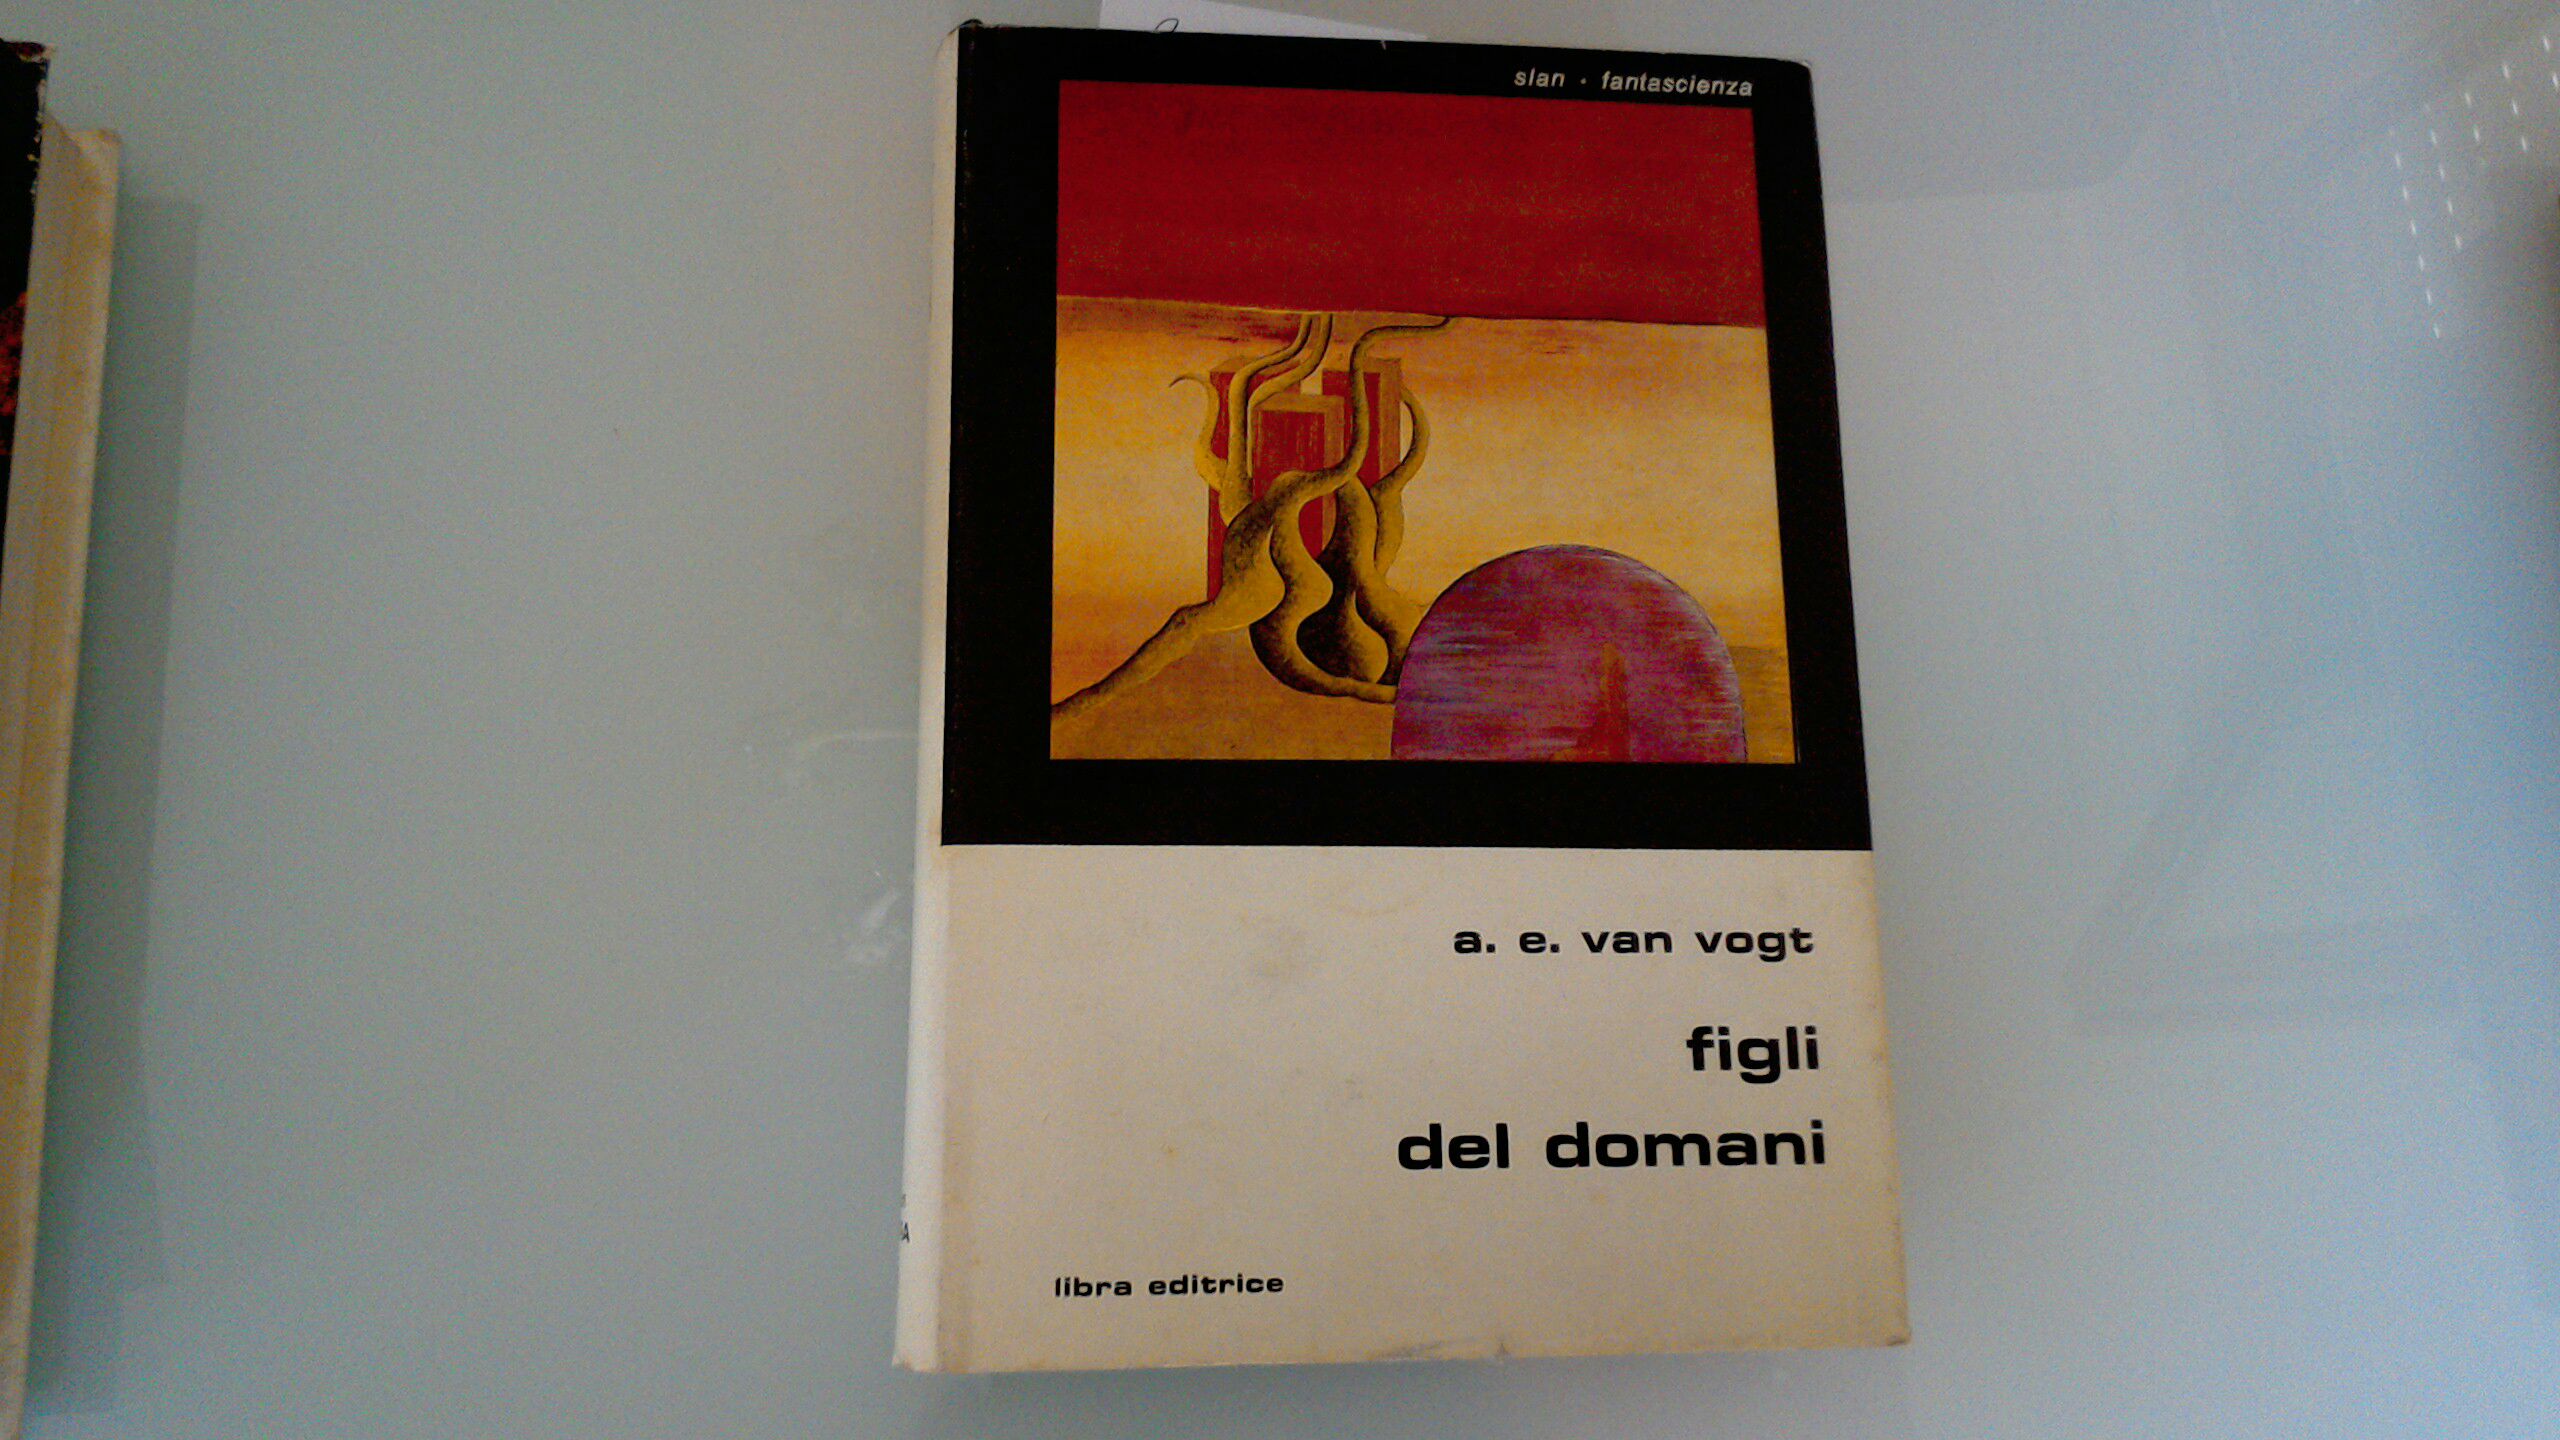 slan · fantascienza
a. e. van vogt
figli
del domani
libra editrice